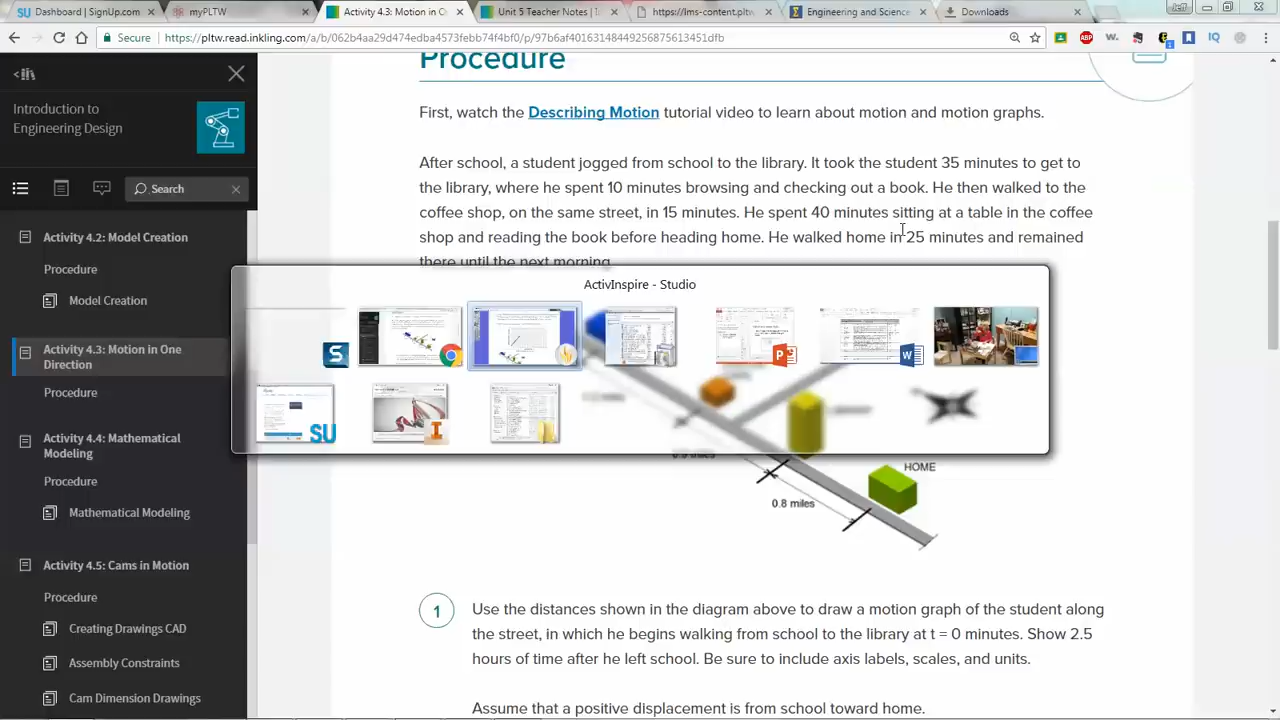 Dashboard | SignUp.com
myPLTW
Activity 4.3: Motion in O
Unit 5 Teacher Notes | T
https://lms-content.pltw
Engineering and Science
Downloads
Secure
https://pltw.read.inkling.com/a/b/062b4aa29d474edba4573febb74f4bf0/p/97b6af40163148449256875613451dfb
Introduction to
Engineering Design
Search
Activity 4.2: Model Creation
Procedure
Model Creation
Activity 4.3: Motion in One
Direction
Procedure
Activity 4.4: Mathematical
Modeling
Procedure
Mathematical Modeling
Activity 4.5: Cams in Motion
Procedure
Creating Drawings CAD
Assembly Constraints
Cam Dimension Drawings
Procedure
First, watch the Describing Motion tutorial video to learn about motion and motion graphs.
After school, a student jogged from school to the library. It took the student 35 minutes to get to
the library, where he spent 10 minutes browsing and checking out a book. He then walked to the
coffee shop, on the same street, in 15 minutes. He spent 40 minutes sitting at a table in the coffee
shop and reading the book before heading home. He walked home in 25 minutes and remained
there until the next morning.
ActivInspire - Studio
HOME
0.8 miles
1
Use the distances shown in the diagram above to draw a motion graph of the student along
the street, in which he begins walking from school to the library at t = 0 minutes. Show 2.5
hours of time after he left school. Be sure to include axis labels, scales, and units.
Assume that a positive displacement is from school toward home.